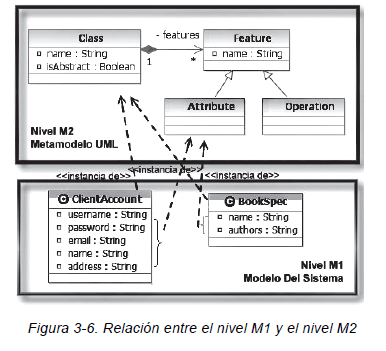 Class
name : String
isAbstract : Boolean
- features
1
*
Feature
name : String
Attribute
Operation
Nivel M2
Metamodelo UML
<<instancia de>>
<<instancia de>>
<<instancia de>>
ClientAccount
username : String
password : String
email : String
name : String
address : String
BookSpec
name : String
authors : String
Nivel M1
Modelo Del Sistema
Figura 3-6. Relación entre el nivel M1 y el nivel M2